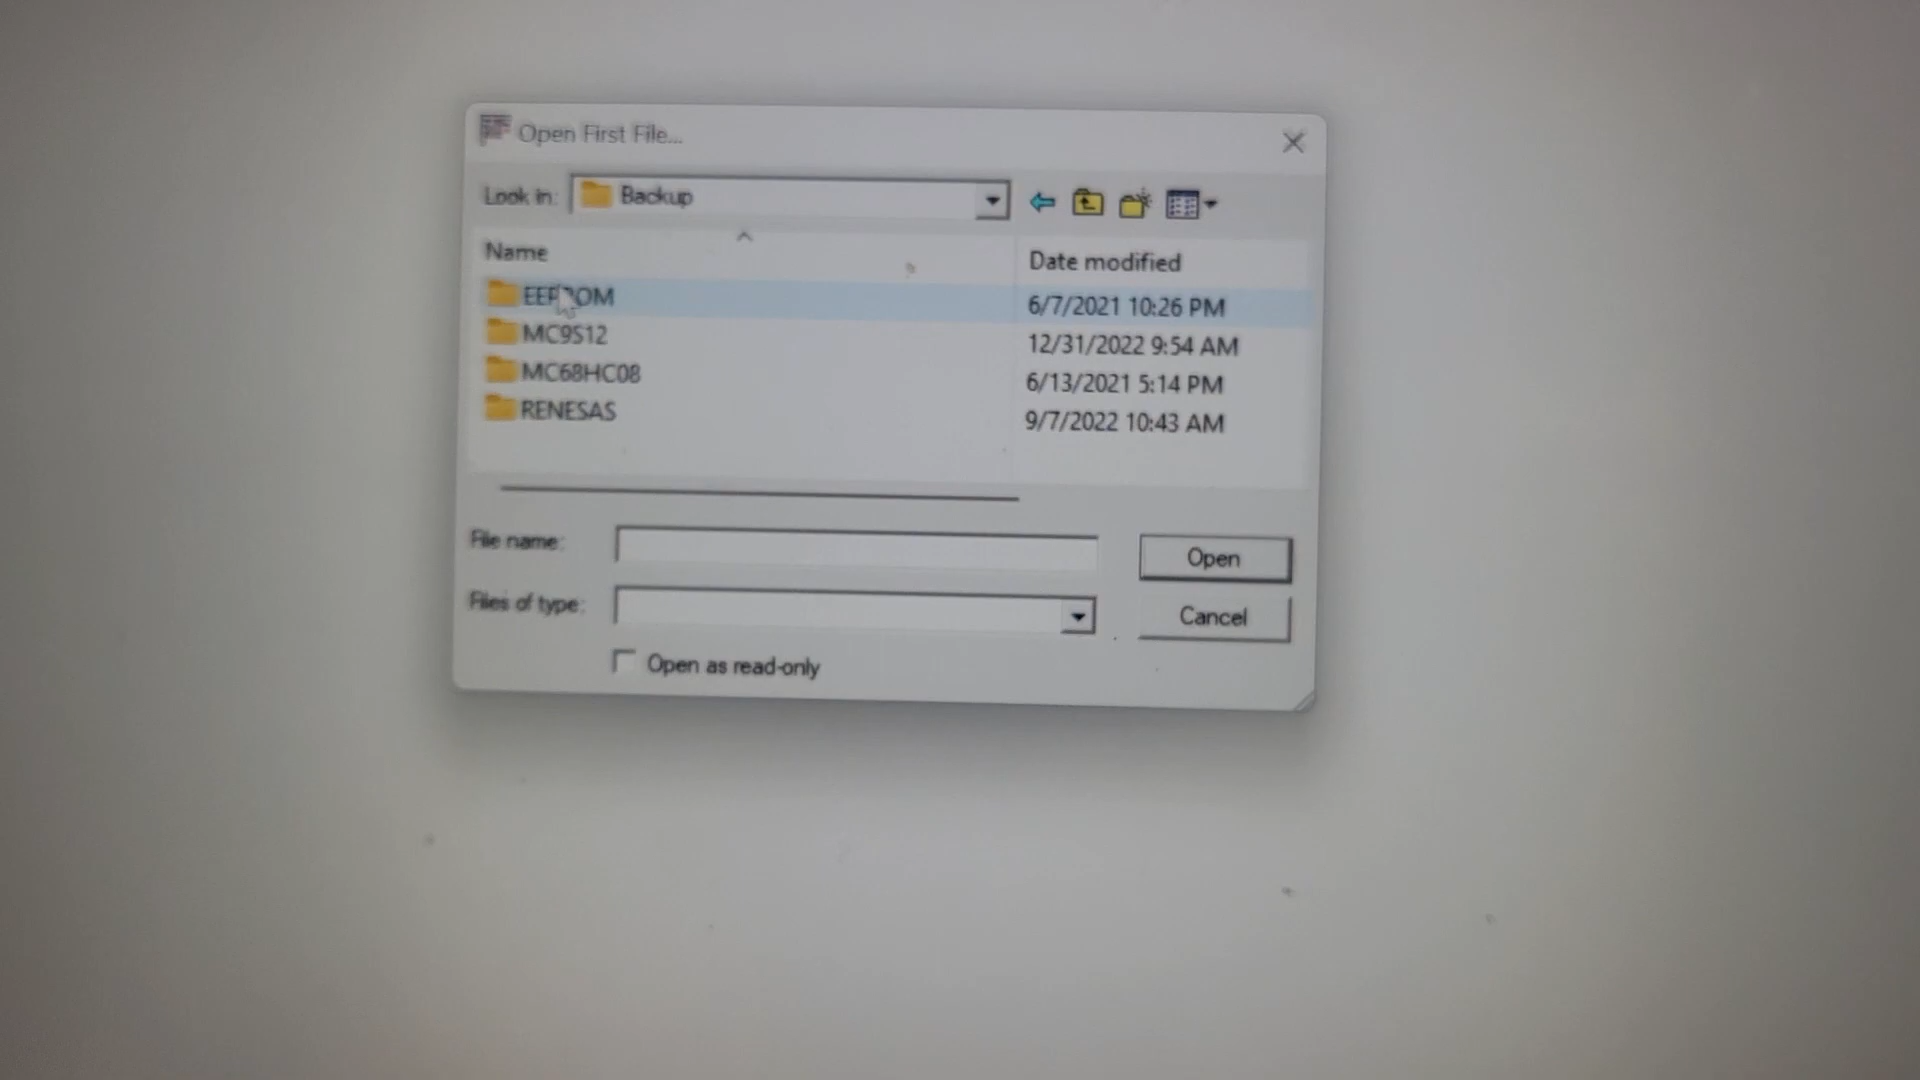 Open First File...
Look in: Backup
Name Date modified
EEPROM 6/7/2021 10:26 PM
MC9S12 12/31/2022 9:54 AM
MC68HC08 6/13/2021 5:14 PM
RENESAS 9/7/2022 10:43 AM
File name: Open
Files of type: Cancel
Open as read-only